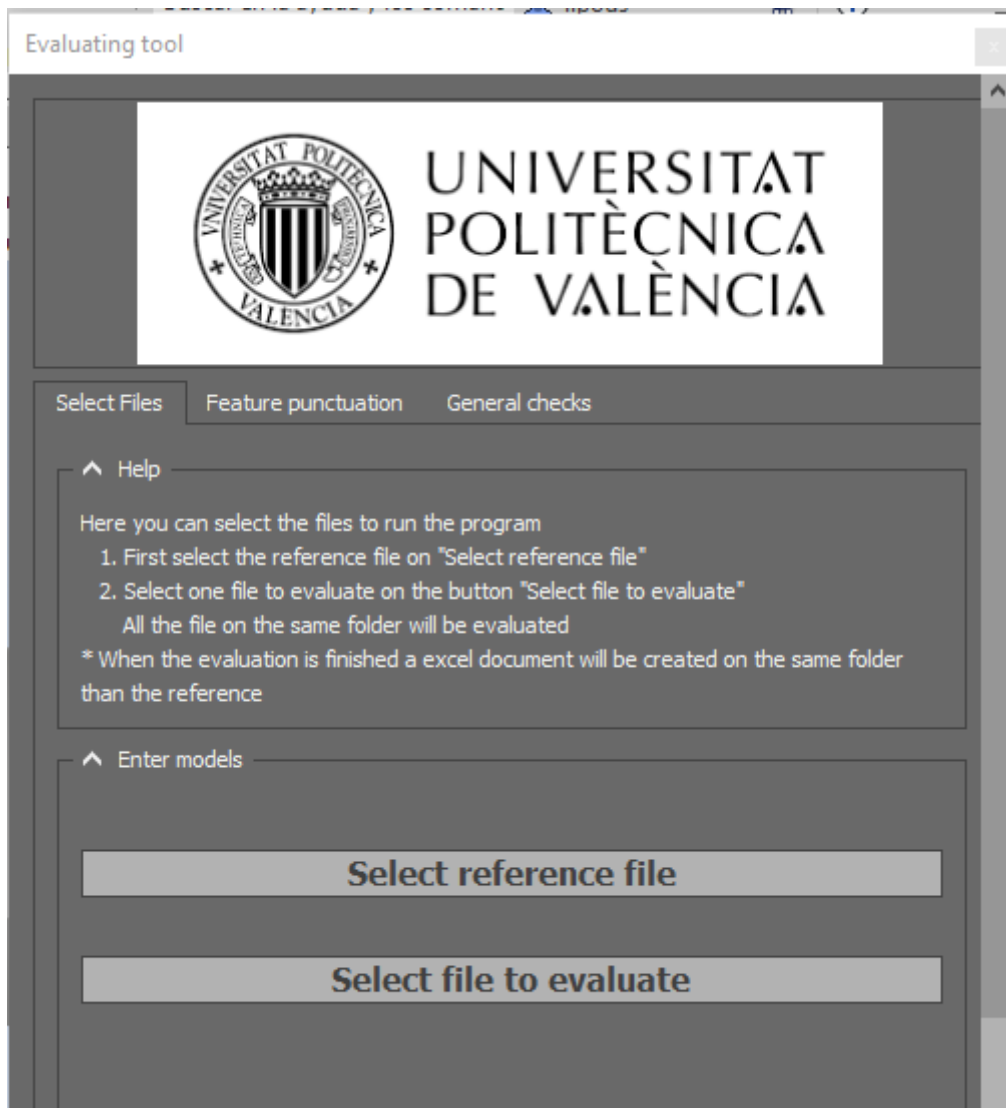 Evaluating tool
VNIVERSITAT POLITÈCNICA
VALÈNCIA
UNIVERSITAT
POLITÈCNICA
DE VALÈNCIA
Select Files Feature punctuation General checks
Help
Here you can select the files to run the program
1. First select the reference file on "Select reference file"
2. Select one file to evaluate on the button "Select file to evaluate"
All the file on the same folder will be evaluated
* When the evaluation is finished a excel document will be created on the same folder
than the reference
Enter models
Select reference file
Select file to evaluate